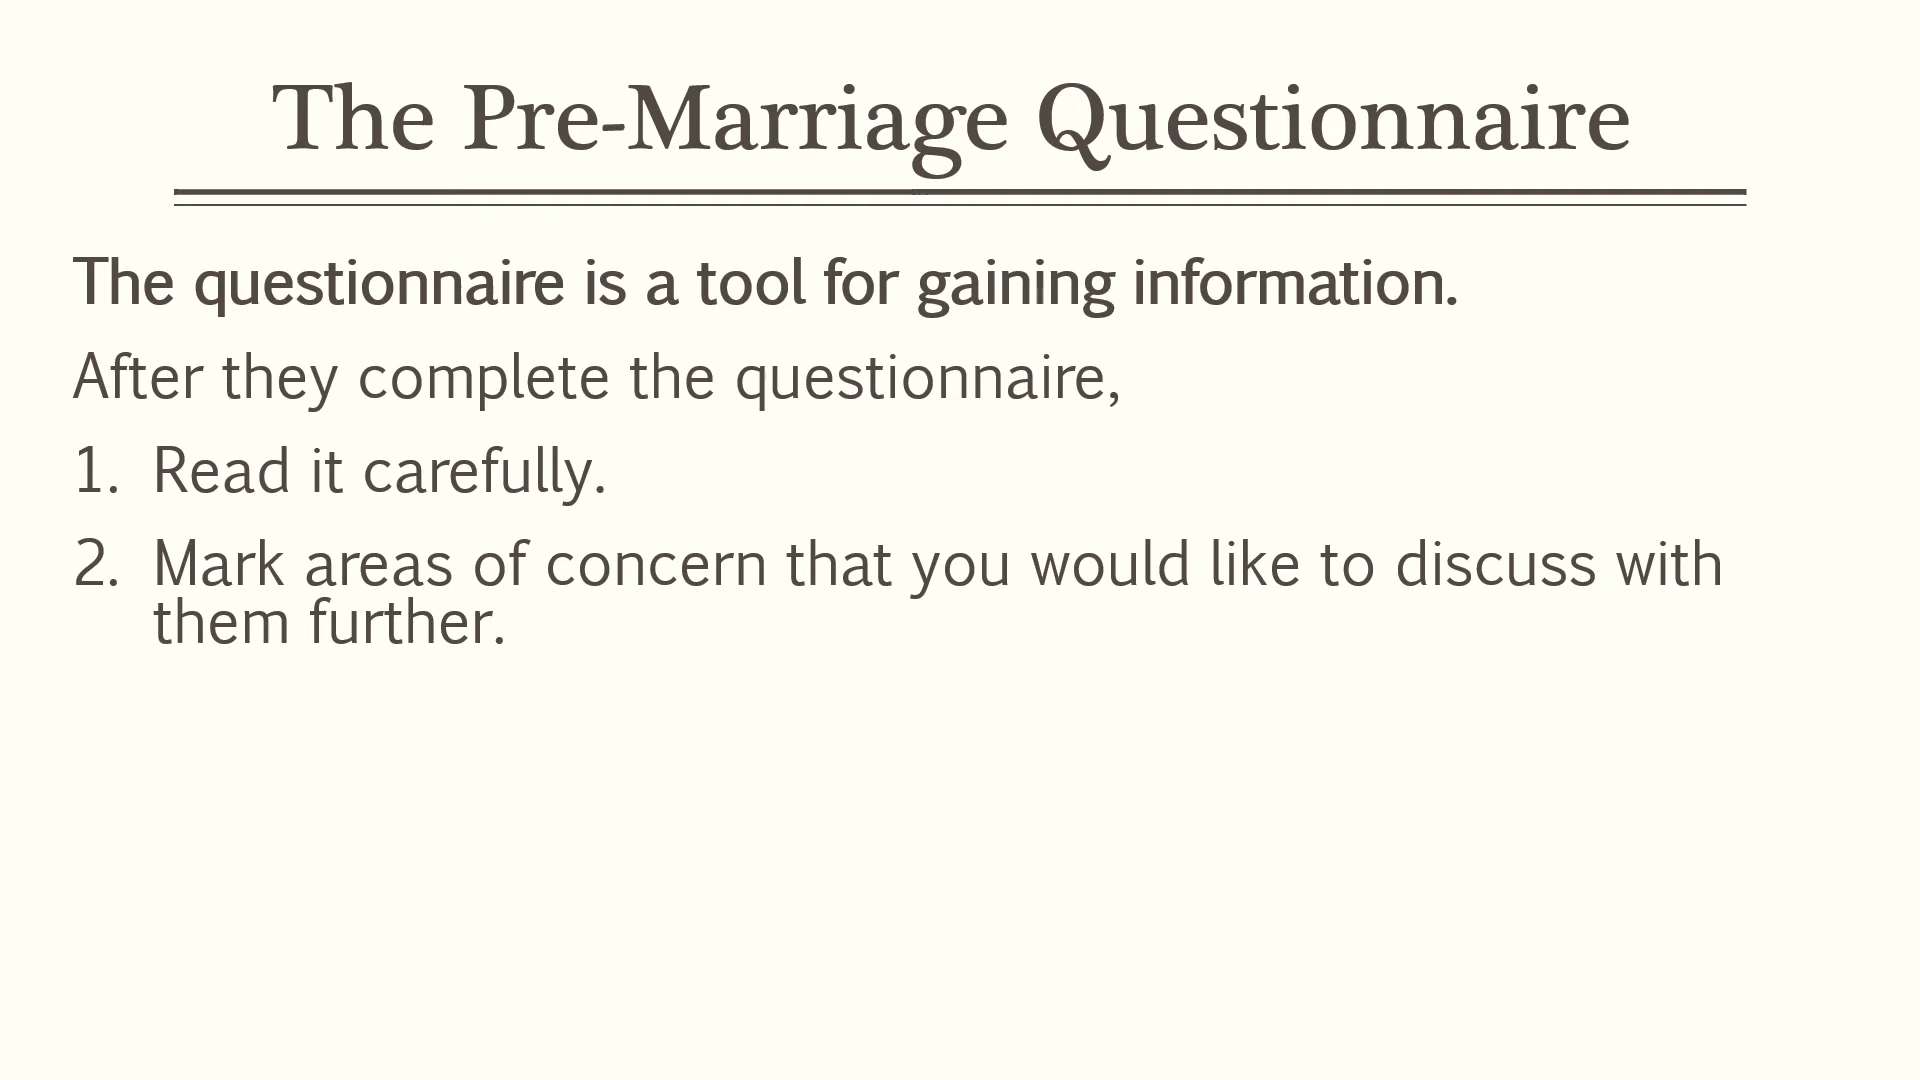 The Pre-Marriage Questionnaire
The questionnaire is a tool for gaining information.
After they complete the questionnaire,
1. Read it carefully.
2. Mark areas of concern that you would like to discuss with
them further.